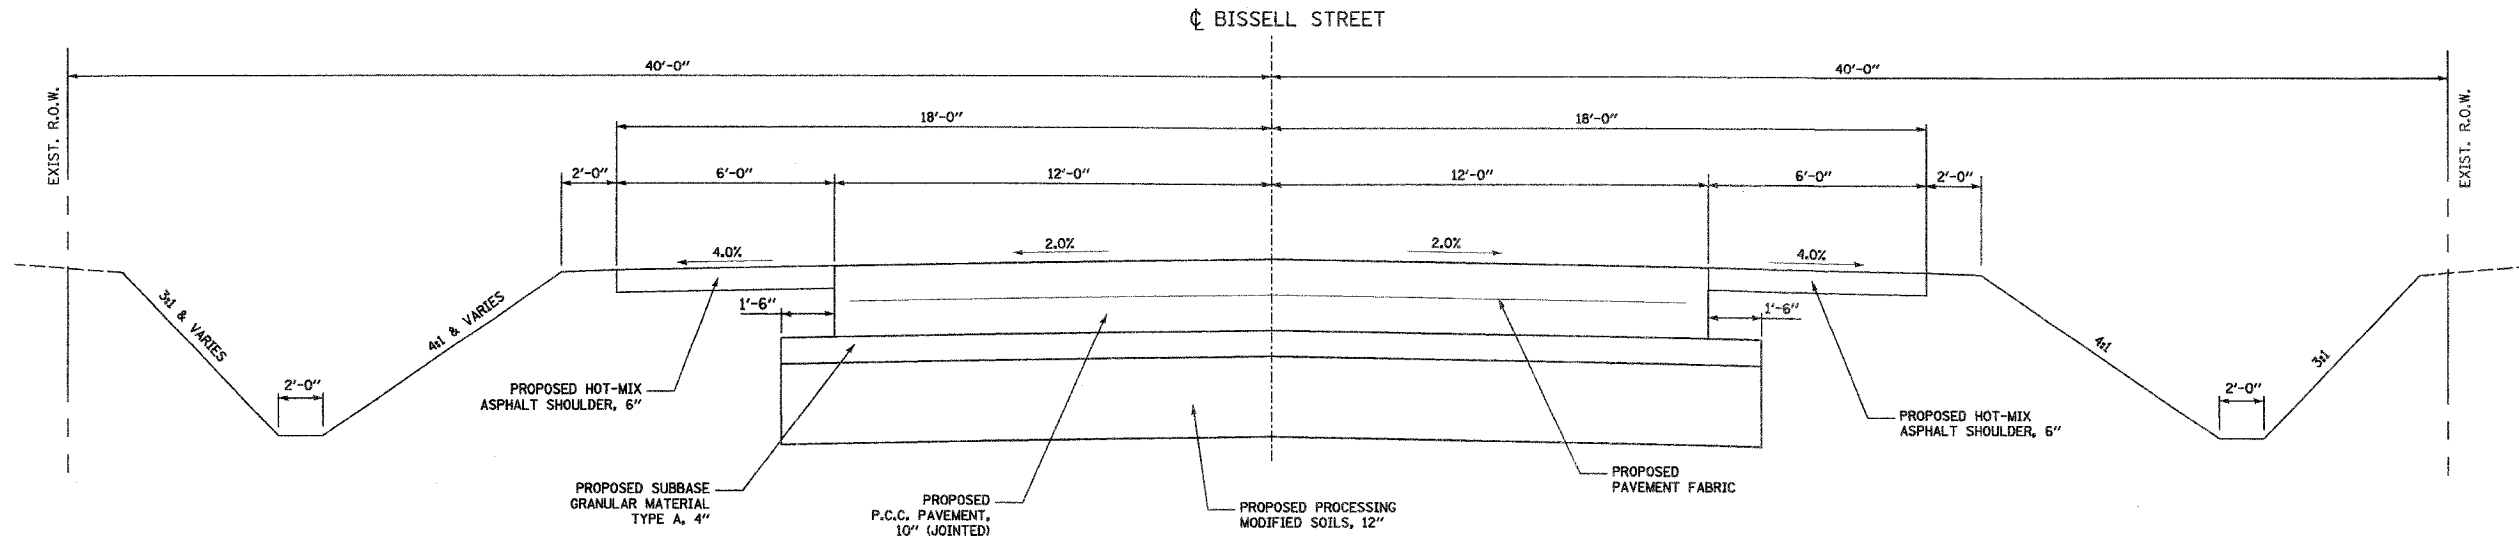 ℄ BISSELL STREET
40'-0" 40'-0"
EXIST. R.O.W. EXIST. R.O.W.
18'-0" 18'-0"
2'-0" 6'-0" 12'-0" 12'-0" 6'-0" 2'-0"
4.0% 2.0% 2.0% 4.0%
3:1 & VARIES 4:1 & VARIES 1'-6" 1'-6" 4:1 3:1
2'-0" 2'-0"
PROPOSED HOT-MIX
ASPHALT SHOULDER, 6"
PROPOSED HOT-MIX
ASPHALT SHOULDER, 6"
PROPOSED SUBBASE
GRANULAR MATERIAL
TYPE A, 4"
PROPOSED
P.C.C. PAVEMENT,
10" (JOINTED)
PROPOSED PROCESSING
MODIFIED SOILS, 12"
PROPOSED
PAVEMENT FABRIC